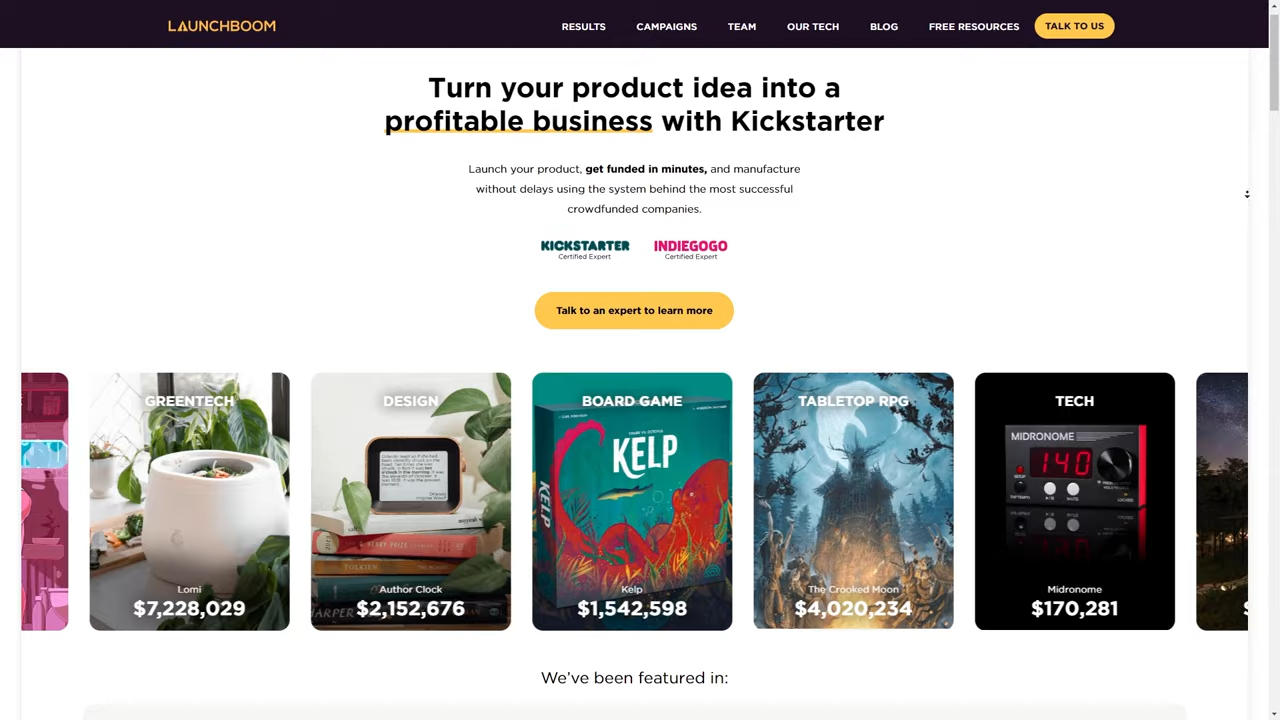 LAUNCHBOOM
RESULTS CAMPAIGNS TEAM OUR TECH BLOG FREE RESOURCES TALK TO US
Turn your product idea into a
profitable business with Kickstarter
Launch your product, get funded in minutes, and manufacture
without delays using the system behind the most successful
crowdfunded companies.
KICKSTARTER
Certified Expert
INDIEGOGO
Certified Expert
Talk to an expert to learn more
GREENTECH
Lomi
$7,228,029
DESIGN
Author Clock
$2,152,676
BOARD GAME
KELP
KELP
Kelp
$1,542,598
TABLETOP RPG
The Crooked Moon
$4,020,234
TECH
MIDRONOME
140
Midronome
$170,281
We've been featured in: